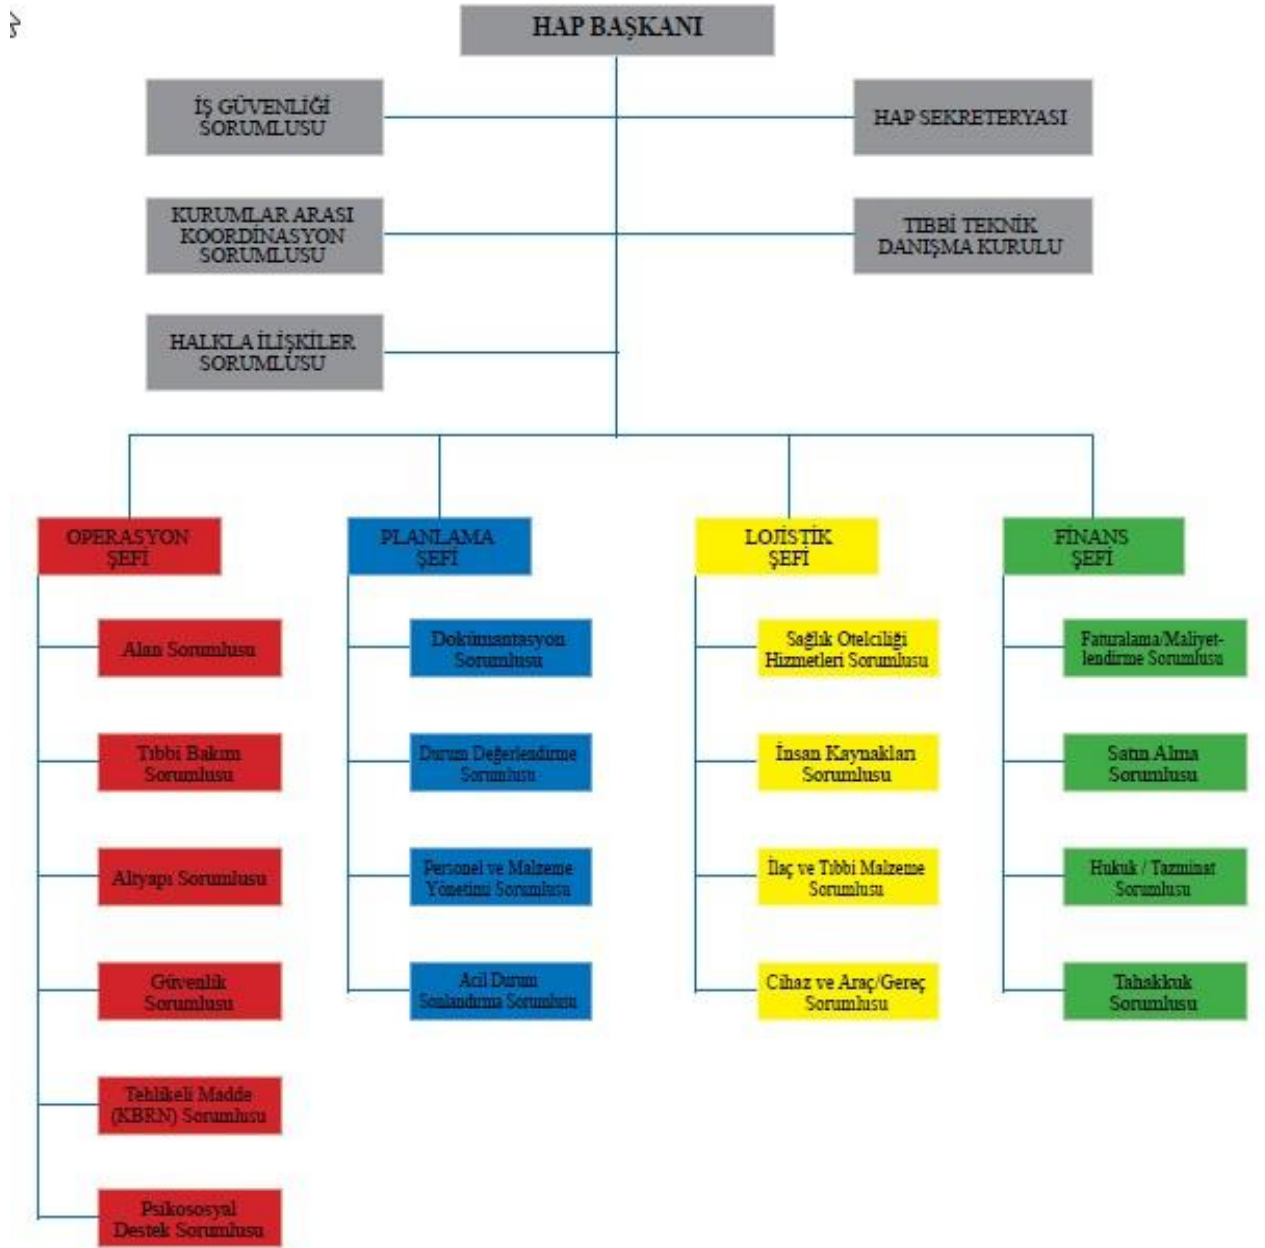 HAP BAŞKANI
İŞ GÜVENLİĞİ
SORUMLUSU
HAP SEKRETERYASI
KURUMLAR ARASI
KOORDİNASYON
SORUMLUSU
TIBBİ TEKNİK
DANIŞMA KURULU
HALKLA İLİŞKİLER
SORUMLUSU
OPERASYON
ŞEFİ
Alan Sorumlusu
Tıbbi Bakım
Sorumlusu
Altyapı Sorumlusu
Güvenlik
Sorumlusu
Tehlikeli Madde
(KBRN) Sorumlusu
Psikososyal
Destek Sorumlusu
PLANLAMA
ŞEFİ
Dokümantasyon
Sorumlusu
Durum Değerlendirme
Sorumlusu
Personel ve Malzeme
Yönetimi Sorumlusu
Acil Durum
Sonlandırma Sorumlusu
LOJİSTİK
ŞEFİ
Sağlık Otelciliği
Hizmetleri Sorumlusu
İnsan Kaynakları
Sorumlusu
İlaç ve Tıbbi Malzeme
Sorumlusu
Cihaz ve Araç/Gereç
Sorumlusu
FİNANS
ŞEFİ
Faturalama/Maliyet-
lendirme Sorumlusu
Satın Alma
Sorumlusu
Hukuk / Tazminat
Sorumlusu
Tahakkuk
Sorumlusu